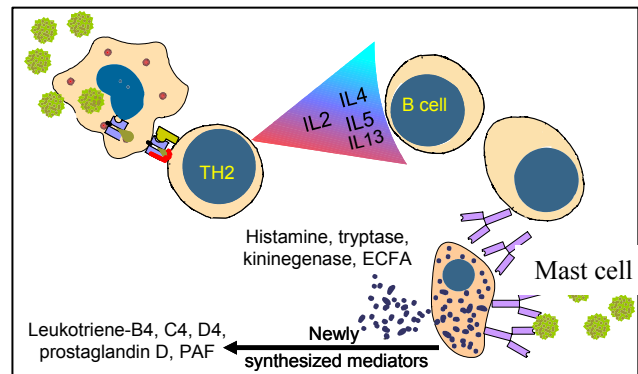 IL4
IL2
IL5
IL13
B cell
TH2
Histamine, tryptase,
kininegenase, ECFA
Mast cell
Leukotriene-B4, C4, D4,
prostaglandin D, PAF
Newly
synthesized mediators